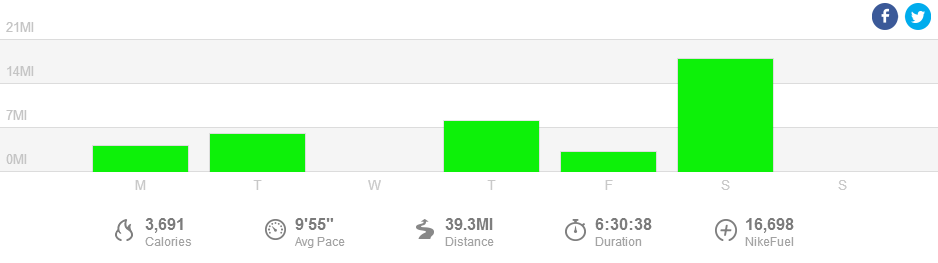 21MI
14MI
7MI
0MI
M T W T F S S
3,691 9'55" 39.3MI 6:30:38 16,698
Calories Avg Pace Distance Duration NikeFuel